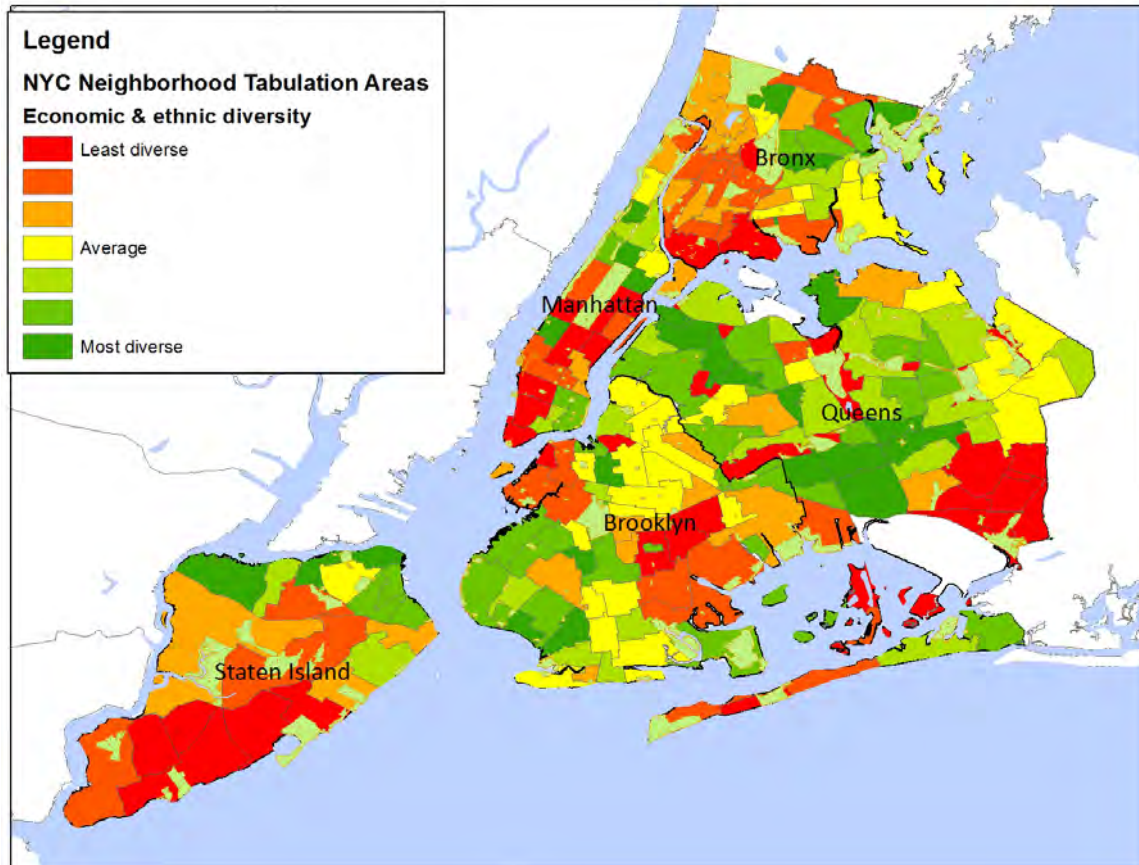 Legend
NYC Neighborhood Tabulation Areas
Economic & ethnic diversity
Least diverse
Average
Most diverse
Bronx
Manhattan
Queens
Brooklyn
Staten Island